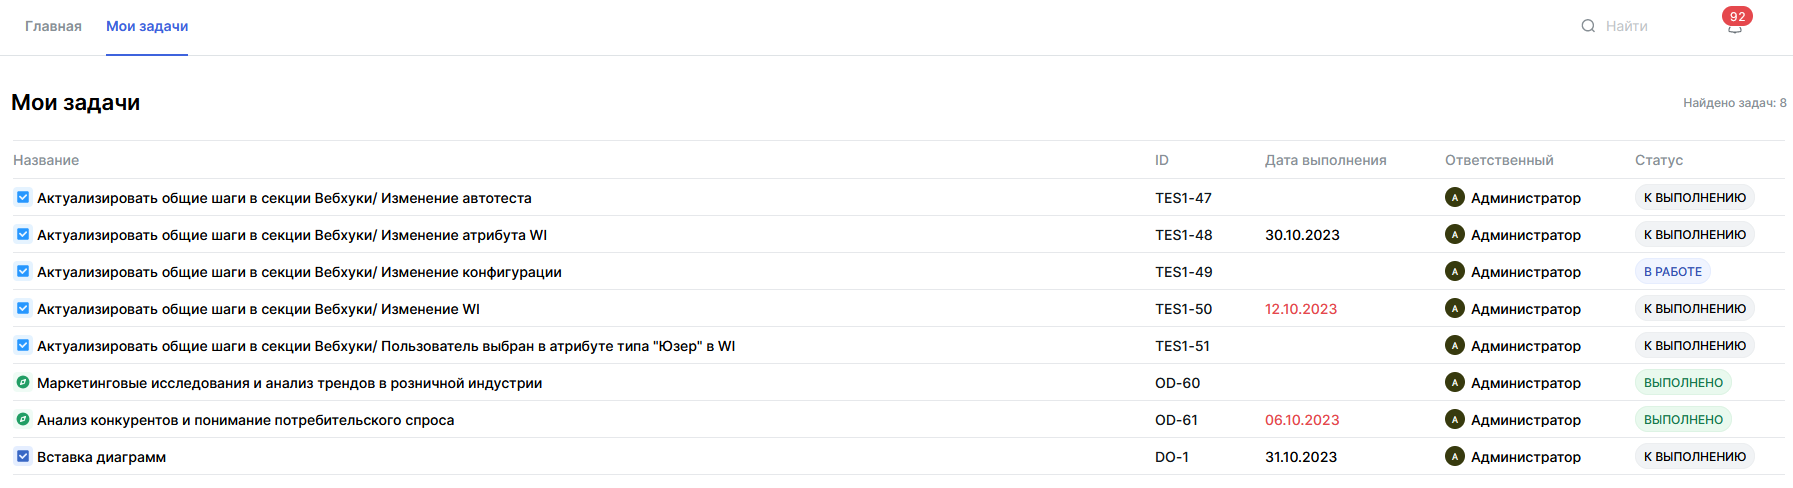 Главная Мои задачи Найти 92
Мои задачи Найдено задач: 8
Название ID Дата выполнения Ответственный Статус
Актуализировать общие шаги в секции Вебхуки/ Изменение автотеста TES1-47 А Администратор К ВЫПОЛНЕНИЮ
Актуализировать общие шаги в секции Вебхуки/ Изменение атрибута WI TES1-48 30.10.2023 А Администратор К ВЫПОЛНЕНИЮ
Актуализировать общие шаги в секции Вебхуки/ Изменение конфигурации TES1-49 А Администратор В РАБОТЕ
Актуализировать общие шаги в секции Вебхуки/ Изменение WI TES1-50 12.10.2023 А Администратор К ВЫПОЛНЕНИЮ
Актуализировать общие шаги в секции Вебхуки/ Пользователь выбран в атрибуте типа "Юзер" в WI TES1-51 А Администратор К ВЫПОЛНЕНИЮ
Маркетинговые исследования и анализ трендов в розничной индустрии OD-60 А Администратор ВЫПОЛНЕНО
Анализ конкурентов и понимание потребительского спроса OD-61 06.10.2023 А Администратор ВЫПОЛНЕНО
Вставка диаграмм DO-1 31.10.2023 А Администратор К ВЫПОЛНЕНИЮ